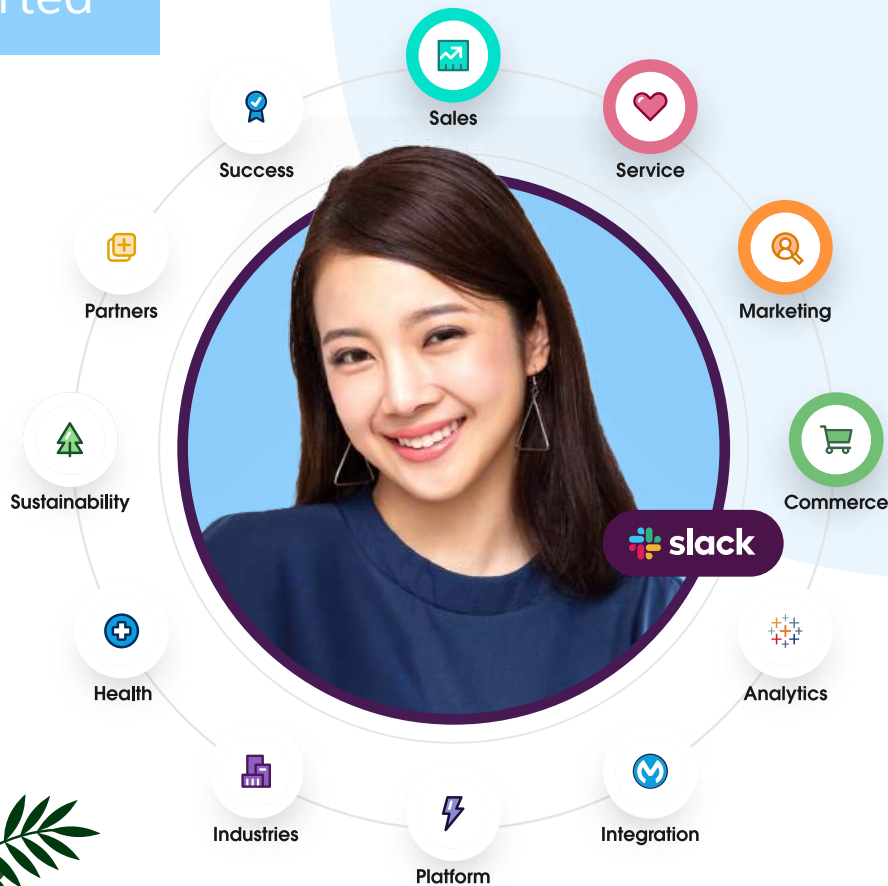 rted
Sales
Success
Service
Partners
Marketing
Sustainability
Commerce
slack
Health
Analytics
Industries
Integration
Platform